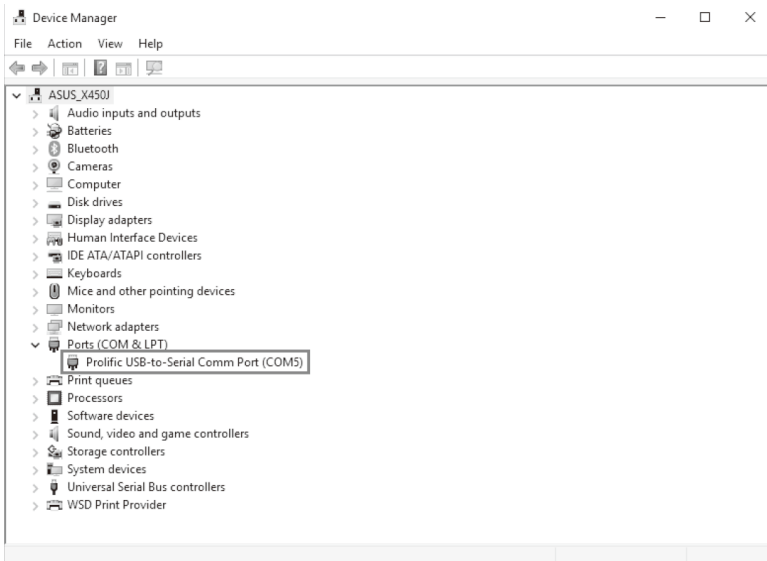 Device Manager
File Action View Help
ASUS_X450J
Audio inputs and outputs
Batteries
Bluetooth
Cameras
Computer
Disk drives
Display adapters
Human Interface Devices
IDE ATA/ATAPI controllers
Keyboards
Mice and other pointing devices
Monitors
Network adapters
Ports (COM & LPT)
Prolific USB-to-Serial Comm Port (COM5)
Print queues
Processors
Software devices
Sound, video and game controllers
Storage controllers
System devices
Universal Serial Bus controllers
WSD Print Provider